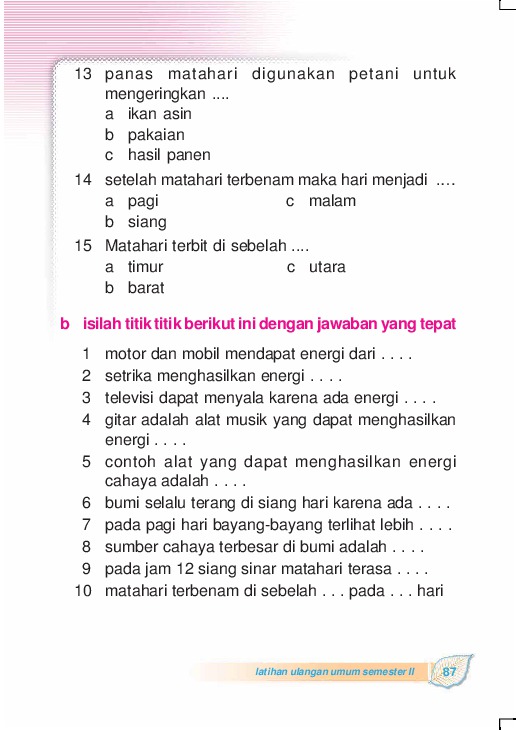 13 panas matahari digunakan petani untuk
mengeringkan ....
a ikan asin
b pakaian
c hasil panen
14 setelah matahari terbenam maka hari menjadi ....
a pagi c malam
b siang
15 Matahari terbit di sebelah ....
a timur c utara
b barat
b isilah titik titik berikut ini dengan jawaban yang tepat
1 motor dan mobil mendapat energi dari . . . .
2 setrika menghasilkan energi . . . .
3 televisi dapat menyala karena ada energi . . . .
4 gitar adalah alat musik yang dapat menghasilkan
energi . . . .
5 contoh alat yang dapat menghasilkan energi
cahaya adalah . . . .
6 bumi selalu terang di siang hari karena ada . . . .
7 pada pagi hari bayang-bayang terlihat lebih . . . .
8 sumber cahaya terbesar di bumi adalah . . . .
9 pada jam 12 siang sinar matahari terasa . . . .
10 matahari terbenam di sebelah . . . pada . . . hari
latihan ulangan umum semester II 87